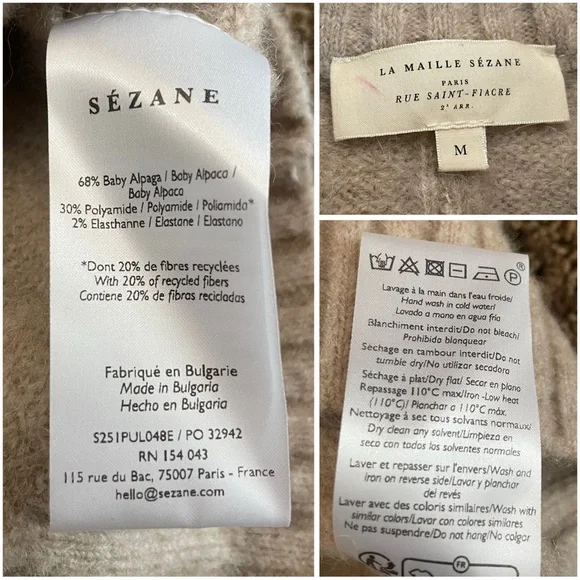 SÉZANE
68% Baby Alpaga / Baby Alpaca /
Baby Alpaca
30% Polyamide / Polyamide / Poliamida*
2% Elasthanne / Elastane / Elastano
*Dont 20% de fibres recyclées
With 20% of recycled fibers
Contiene 20% de fibras recicladas
Fabriqué en Bulgarie
Made in Bulgaria
Hecho en Bulgaria
S251PUL048E / PO 32942
RN 154 043
115 rue du Bac, 75007 Paris - France
hello@sezane.com
LA MAILLE SÉZANE
PARIS
RUE SAINT-FIACRE
2e ARR.
M
P
®
Lavage à la main dans l'eau froide/
Hand wash in cold water/
Lavado a mano en agua fría
Blanchiment interdit/Do not bleach/
Prohibido blanquear
Séchage en tambour interdit/Do not
tumble dry/No utilizar secadora
Séchage à plat/Dry flat/ Secar en plano
Repassage 110°C max/Iron -Low heat
(110°C)/ Planchar a 110°C máx.
Nettoyage à sec tous solvants normaux/
Dry clean any solvent/Limpieza en
seco con todos los solventes normales
Laver et repasser sur l'envers/Wash and
iron on reverse side/Lavar y planchar
del revés
Laver avec des coloris similaires/Wash with
similar colors/Lavar con colores similares
Ne pas suspendre/Do not hang/No colgar
FR